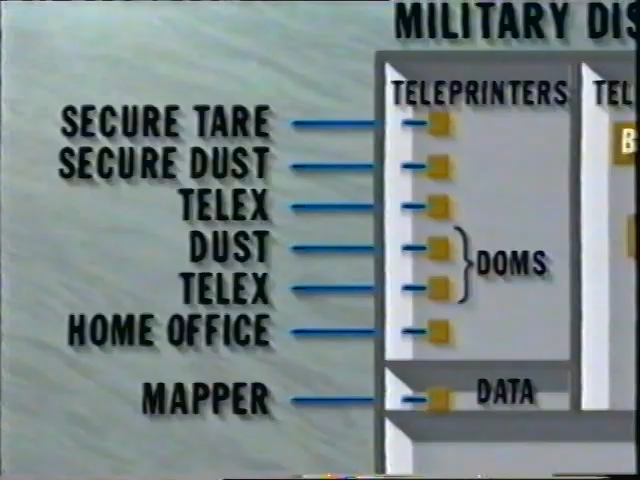 MILITARY DIS
TELEPRINTERS TEL
SECURE TARE
B
SECURE DUST
TELEX
DUST
DOMS
TELEX
HOME OFFICE
MAPPER
DATA